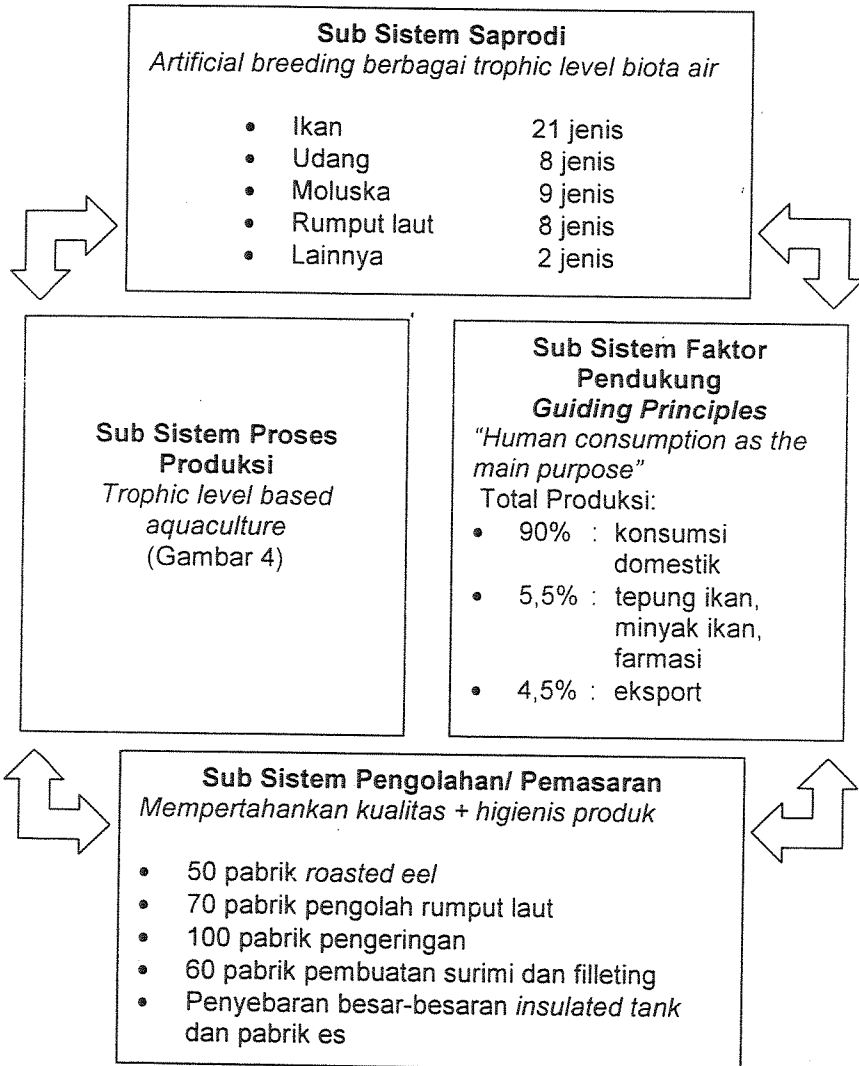 Sub Sistem Saprodi
Artificial breeding berbagai trophic level biota air
• Ikan 21 jenis
• Udang 8 jenis
• Moluska 9 jenis
• Rumput laut 8 jenis
• Lainnya 2 jenis
Sub Sistem Proses
Produksi
Trophic level based
aquaculture
(Gambar 4)
Sub Sistem Faktor
Pendukung
Guiding Principles
"Human consumption as the
main purpose"
Total Produksi:
• 90% : konsumsi
domestik
• 5,5% : tepung ikan,
minyak ikan,
farmasi
• 4,5% : eksport
Sub Sistem Pengolahan/ Pemasaran
Mempertahankan kualitas + higienis produk
• 50 pabrik roasted eel
• 70 pabrik pengolah rumput laut
• 100 pabrik pengeringan
• 60 pabrik pembuatan surimi dan filleting
• Penyebaran besar-besaran insulated tank
dan pabrik es